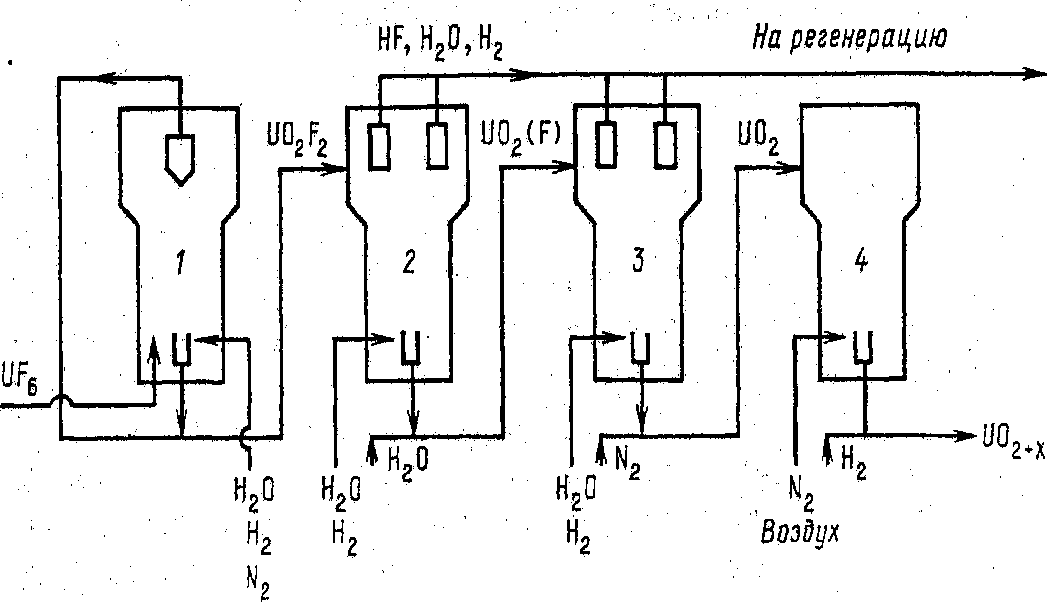 HF, H₂O, H₂
На регенерацию
UO₂F₂
UO₂(F)
UO₂
1
2
3
4
UF₆
H₂O
H₂
N₂
H₂O
H₂
H₂O
H₂O
H₂
N₂
N₂
Воздух
H₂
UO₂₊ₓ